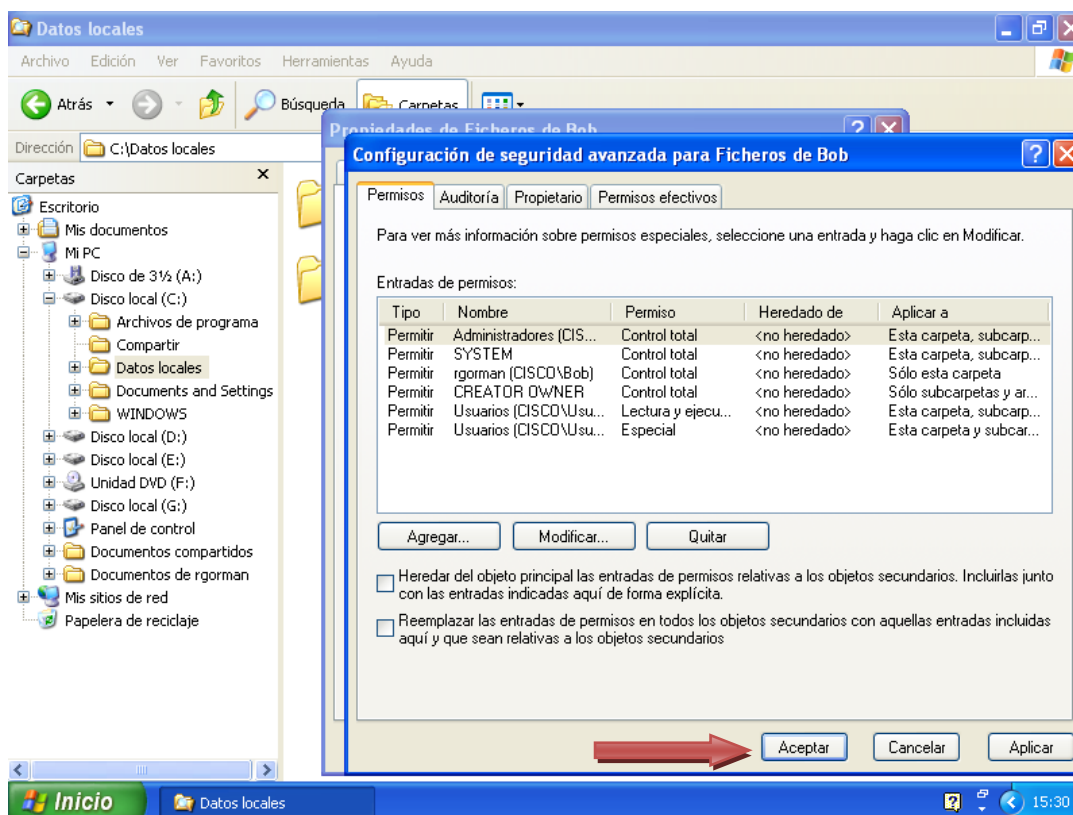 Datos locales
Archivo Edición Ver Favoritos Herramientas Ayuda
Atrás Búsqueda Carpetas
Dirección C:\Datos locales
Carpetas
Escritorio
Mis documentos
Mi PC
Disco de 3½ (A:)
Disco local (C:)
Archivos de programa
Compartir
Datos locales
Documents and Settings
WINDOWS
Disco local (D:)
Disco local (E:)
Unidad DVD (F:)
Disco local (G:)
Panel de control
Documentos compartidos
Documentos de rgorman
Mis sitios de red
Papelera de reciclaje
Propiedades de Ficheros de Bob
Configuración de seguridad avanzada para Ficheros de Bob
Permisos Auditoría Propietario Permisos efectivos
Para ver más información sobre permisos especiales, seleccione una entrada y haga clic en Modificar.
Entradas de permisos:
Tipo Nombre Permiso Heredado de Aplicar a
Permitir Administradores (CIS... Control total <no heredado> Esta carpeta, subcarp...
Permitir SYSTEM Control total <no heredado> Esta carpeta, subcarp...
Permitir rgorman (CISCO\Bob) Control total <no heredado> Sólo esta carpeta
Permitir CREATOR OWNER Control total <no heredado> Sólo subcarpetas y ar...
Permitir Usuarios (CISCO\Usu... Lectura y ejecu... <no heredado> Esta carpeta, subcarp...
Permitir Usuarios (CISCO\Usu... Especial <no heredado> Esta carpeta y subcar...
Agregar... Modificar... Quitar
Heredar del objeto principal las entradas de permisos relativas a los objetos secundarios. Incluirlas junto
con las entradas indicadas aquí de forma explícita.
Reemplazar las entradas de permisos en todos los objetos secundarios con aquellas entradas incluidas
aquí y que sean relativas a los objetos secundarios
Aceptar Cancelar Aplicar
Inicio Datos locales 15:30